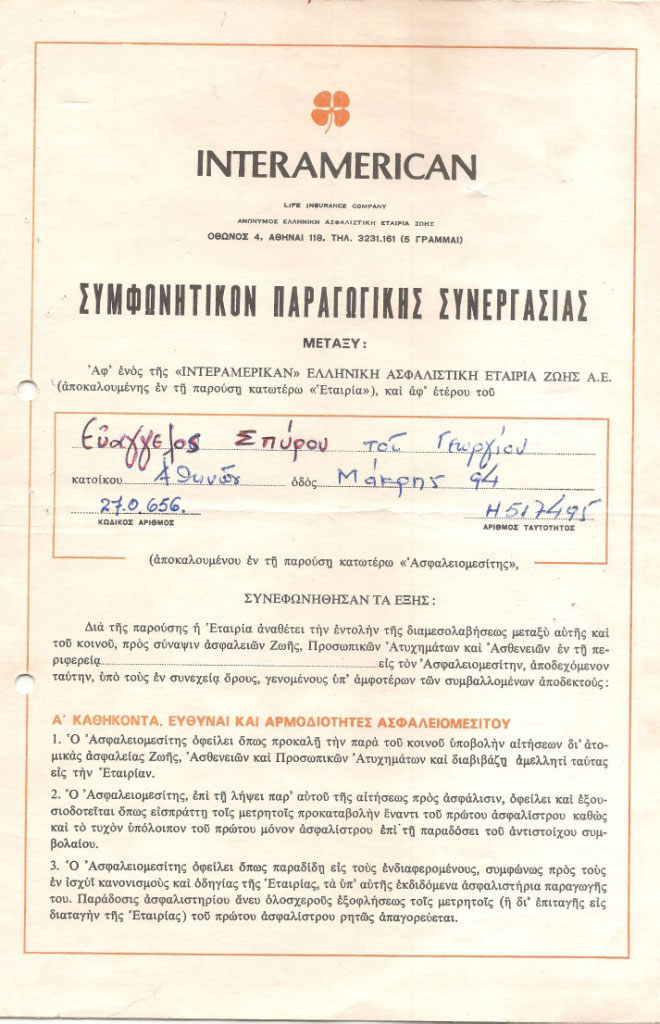 INTERAMERICAN
LIFE INSURANCE COMPANY
ΑΝΩΝΥΜΟΣ ΕΛΛΗΝΙΚΗ ΑΣΦΑΛΙΣΤΙΚΗ ΕΤΑΙΡΙΑ ΖΩΗΣ
ΟΘΩΝΟΣ 4, ΑΘΗΝΑΙ 118, ΤΗΛ. 3231.161 (5 ΓΡΑΜΜΑΙ)
ΣΥΜΦΩΝΗΤΙΚΟΝ ΠΑΡΑΓΩΓΙΚΗΣ ΣΥΝΕΡΓΑΣΙΑΣ
ΜΕΤΑΞΥ :
Ἀφ' ἑνὸς τῆς «ΙΝΤΕΡΑΜΕΡΙΚΑΝ» ΕΛΛΗΝΙΚΗ ΑΣΦΑΛΙΣΤΙΚΗ ΕΤΑΙΡΙΑ ΖΩΗΣ Α.Ε.
(ἀποκαλουμένης ἐν τῇ παρούσῃ κατωτέρω «Ἑταιρία»), καὶ ἀφ' ἑτέρου τοῦ
Εὐάγγελος Σπύρου τοῦ Γεωργίου
κατοίκου Ἀθηνῶν ὁδὸς Μάκρης 94
27.0.656. Η517495
ΚΩΔΙΚΟΣ ΑΡΙΘΜΟΣ ΑΡΙΘΜΟΣ ΤΑΥΤΟΤΗΤΟΣ
(ἀποκαλουμένου ἐν τῇ παρούσῃ κατωτέρω «Ἀσφαλειομεσίτης»,
ΣΥΝΕΦΩΝΗΘΗΣΑΝ ΤΑ ΕΞΗΣ :
Διὰ τῆς παρούσης ἡ Ἑταιρία ἀναθέτει τὴν ἐντολὴν τῆς διαμεσολαβήσεως μεταξὺ αὐτῆς καὶ
τοῦ κοινοῦ, πρὸς σύναψιν ἀσφαλειῶν Ζωῆς, Προσωπικῶν Ἀτυχημάτων καὶ Ἀσθενειῶν ἐν τῇ πε-
ριφερείᾳ εἰς τὸν Ἀσφαλειομεσίτην, ἀποδεχόμενον
ταύτην, ὑπὸ τοὺς ἐν συνεχείᾳ ὅρους, γενομένους ὑπ' ἀμφοτέρων τῶν συμβαλλομένων ἀποδεκτούς :
Α' ΚΑΘΗΚΟΝΤΑ, ΕΥΘΥΝΑΙ ΚΑΙ ΑΡΜΟΔΙΟΤΗΤΕΣ ΑΣΦΑΛΕΙΟΜΕΣΙΤΟΥ
1. Ὁ Ἀσφαλειομεσίτης ὀφείλει ὅπως προκαλῇ τὴν παρὰ τοῦ κοινοῦ ὑποβολὴν αἰτήσεων δι' ἀτο-
μικὰς ἀσφαλείας Ζωῆς, Ἀσθενειῶν καὶ Προσωπικῶν Ἀτυχημάτων καὶ διαβιβάζῃ ἀμελλητὶ ταύτας
εἰς τὴν Ἑταιρίαν.
2. Ὁ Ἀσφαλειομεσίτης, ἐπὶ τῇ λήψει παρ' αὐτοῦ τῆς αἰτήσεως πρὸς ἀσφάλισιν, ὀφείλει καὶ ἐξου-
σιοδοτεῖται ὅπως εἰσπράττῃ τοῖς μετρητοῖς προκαταβολὴν ἔναντι τοῦ πρώτου ἀσφαλίστρου καθὼς
καὶ τὸ τυχὸν ὑπόλοιπον τοῦ πρώτου μόνον ἀσφαλίστρου ἐπὶ τῇ παραδόσει τοῦ ἀντιστοίχου συμ-
βολαίου.
3. Ὁ Ἀσφαλειομεσίτης ὀφείλει ὅπως παραδίδῃ εἰς τοὺς ἐνδιαφερομένους, συμφώνως πρὸς τοὺς
ἐν ἰσχύϊ κανονισμοὺς καὶ ὁδηγίας τῆς Ἑταιρίας, τὰ ὑπ' αὐτῆς ἐκδιδόμενα ἀσφαλιστήρια παραγωγῆς
του. Παράδοσις ἀσφαλιστηρίου ἄνευ ὁλοσχεροῦς ἐξοφλήσεως τοῖς μετρητοῖς (ἢ δι' ἐπιταγῆς εἰς
διαταγὴν τῆς Ἑταιρίας) τοῦ πρώτου ἀσφαλίστρου ρητῶς ἀπαγορεύεται.